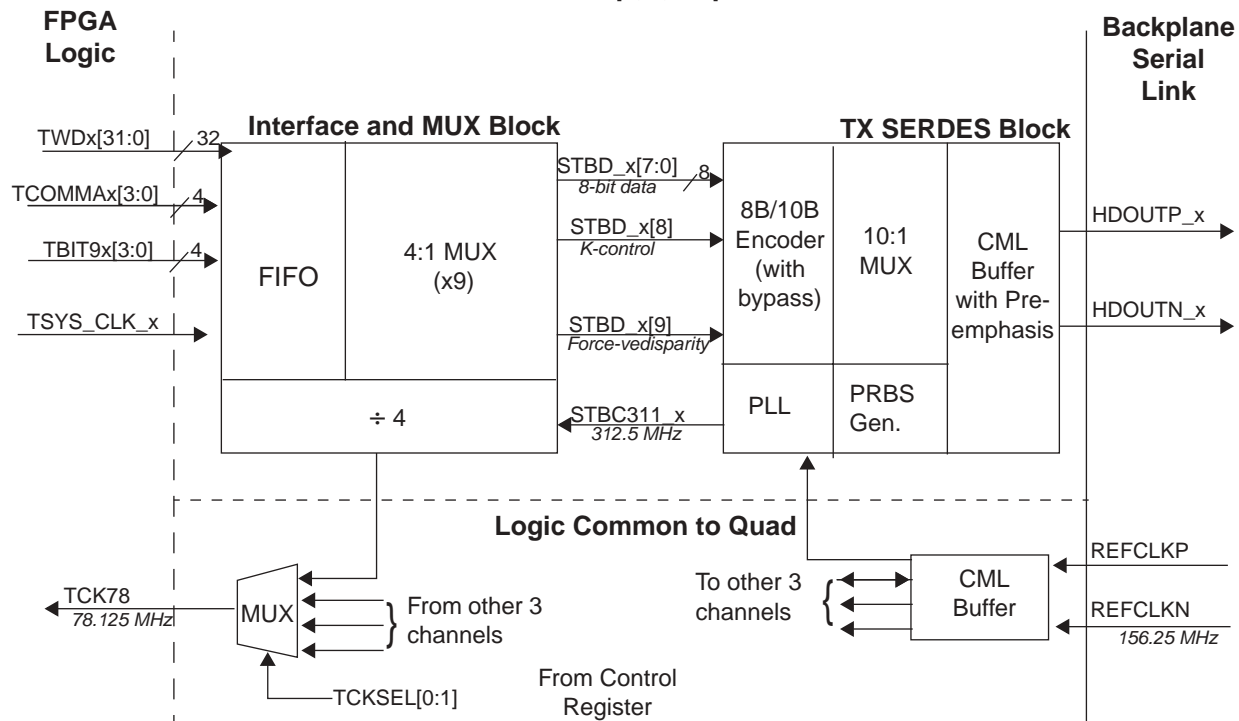 FPGA
Logic
Backplane
Serial
Link
Interface and MUX Block
TX SERDES Block
TWDx[31:0]
32
TCOMMAx[3:0]
4
TBIT9x[3:0]
4
TSYS_CLK_x
FIFO
4:1 MUX
(x9)
÷ 4
STBD_x[7:0]
8
8-bit data
STBD_x[8]
K-control
STBD_x[9]
Force-vedisparity
STBC311_x
312.5 MHz
8B/10B
Encoder
(with
bypass)
10:1
MUX
CML
Buffer
with Pre-
emphasis
PLL
PRBS
Gen.
HDOUTP_x
HDOUTN_x
Logic Common to Quad
TCK78
78.125 MHz
MUX
From other 3
channels
TCKSEL[0:1]
From Control
Register
To other 3
channels
CML
Buffer
REFCLKP
REFCLKN
156.25 MHz